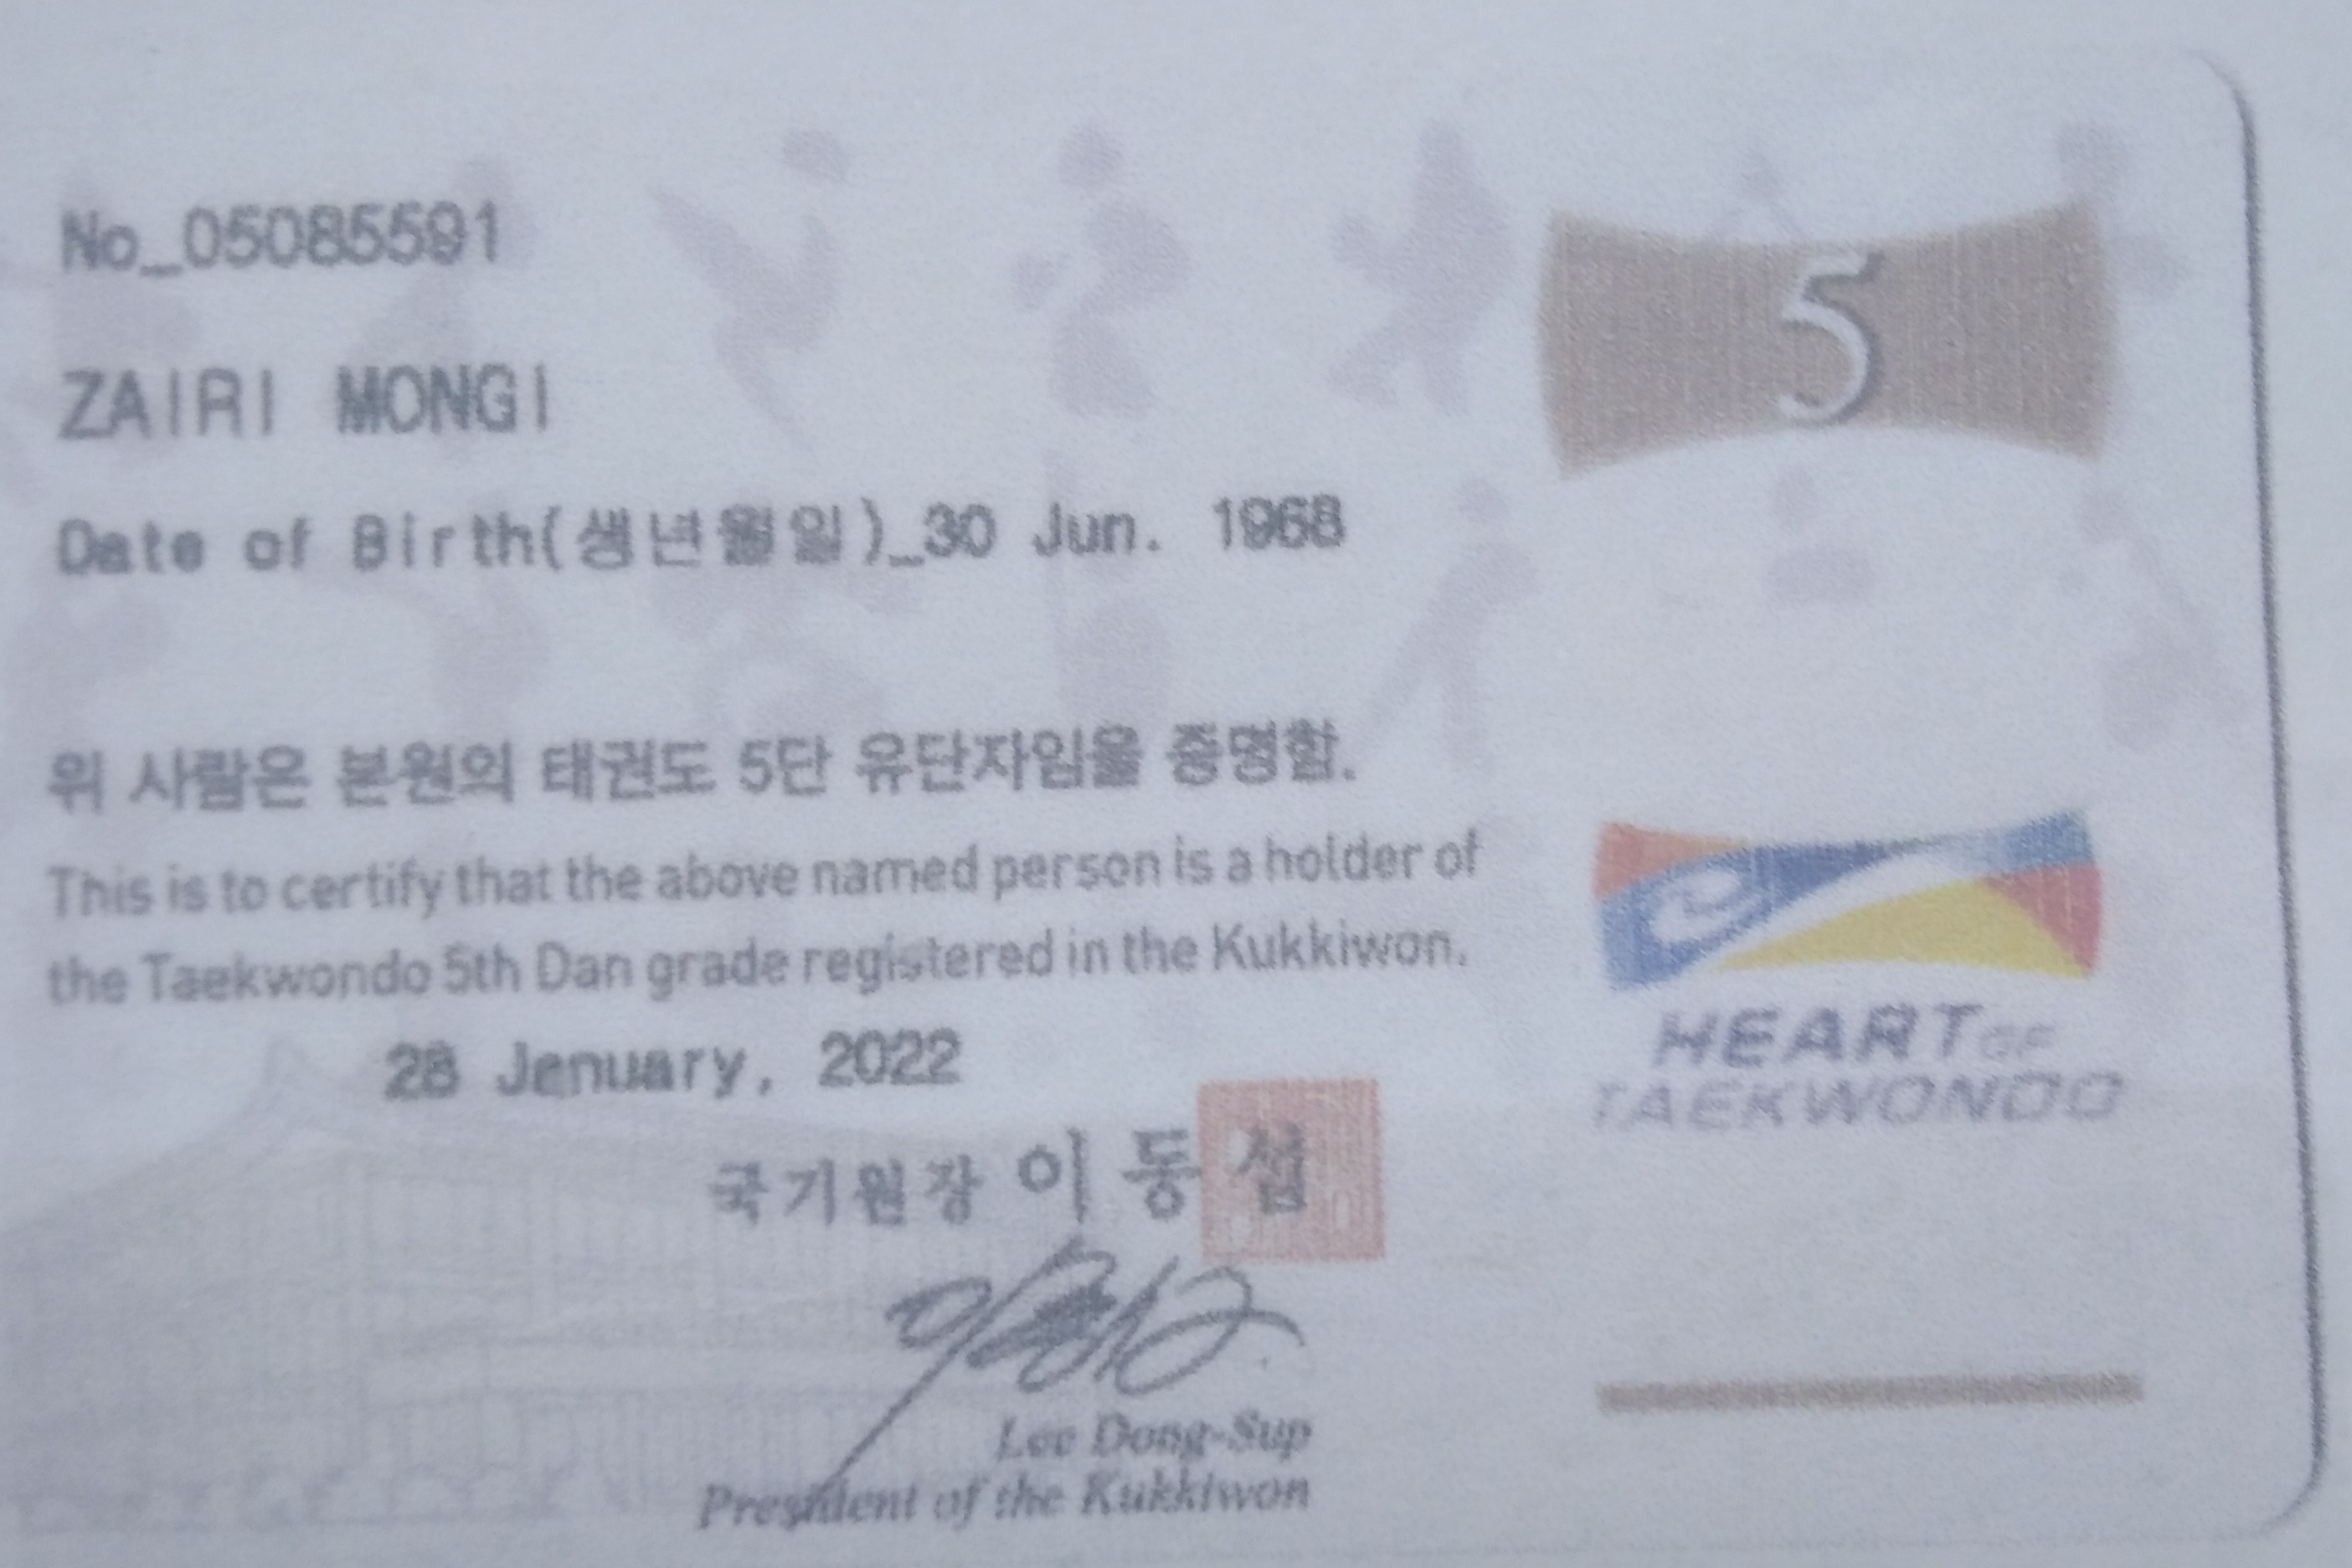 No_05085591
ZAIRI MONGI
Date of Birth(생년월일)_30 Jun. 1968
5
위 사람은 본원의 태권도 5단 유단자임을 증명함.
This is to certify that the above named person is a holder of
the Taekwondo 5th Dan grade registered in the Kukkiwon.
28 January, 2022
국기원장 이동섭
Lee Dong-Sup
President of the Kukkiwon
HEART OF
TAEKWONDO